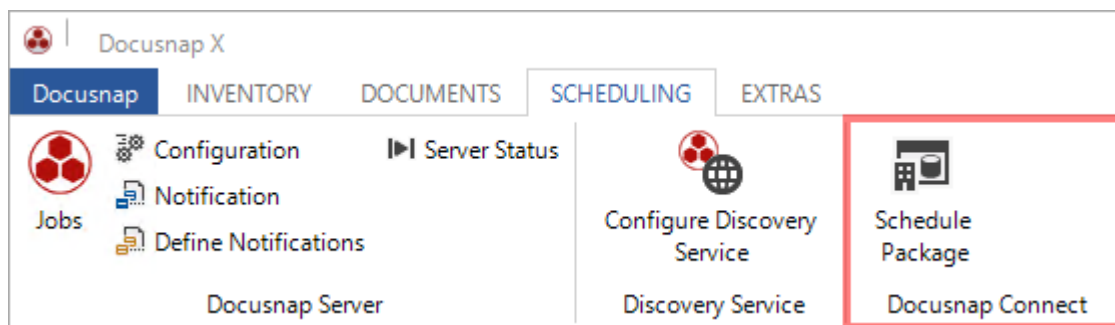 Docusnap X
Docusnap INVENTORY DOCUMENTS SCHEDULING EXTRAS
Jobs
Configuration
Notification
Define Notifications
Server Status
Docusnap Server
Configure Discovery
Service
Discovery Service
Schedule
Package
Docusnap Connect